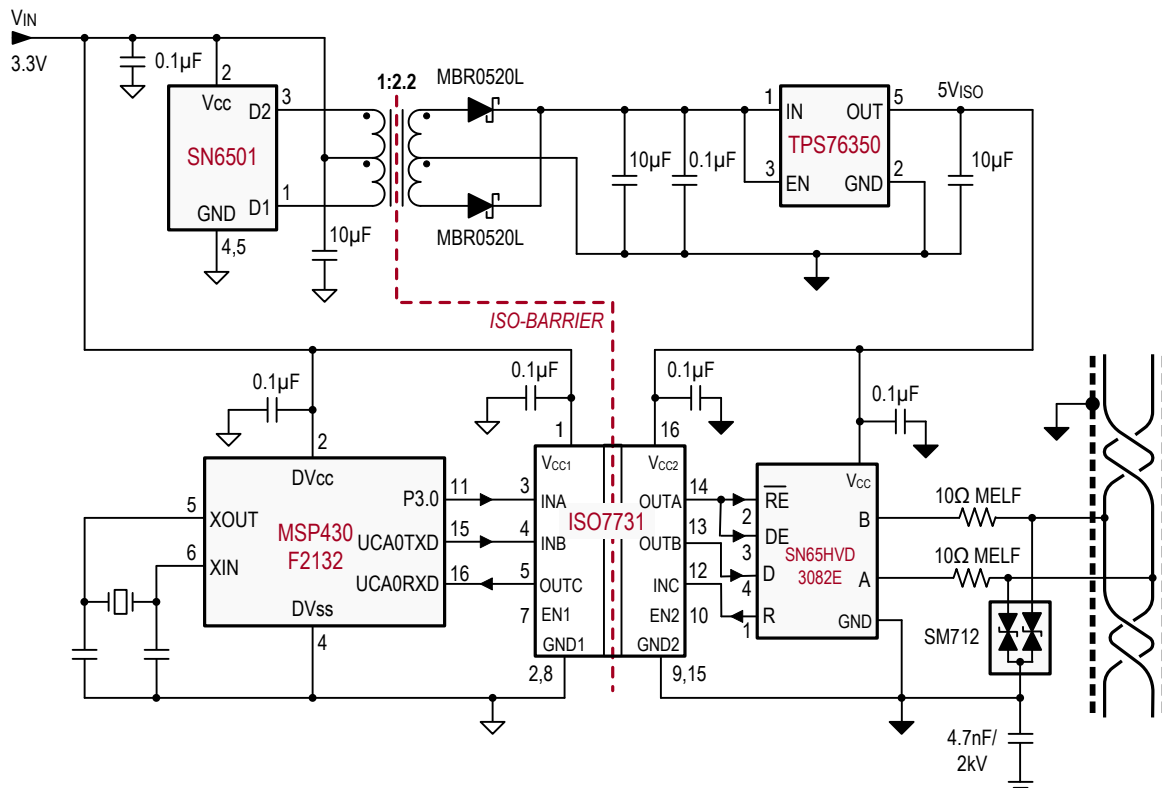 VIN
3.3V
0.1µF
2
Vcc
D2
3
SN6501
D1
1
GND
4,5
10µF
1:2.2
MBR0520L
MBR0520L
10µF
0.1µF
1
IN
OUT
5
TPS76350
3
EN
GND
2
5VISO
10µF
ISO-BARRIER
0.1µF
2
DVcc
P3.0
11
5
XOUT
MSP430
F2132
UCA0TXD
15
6
XIN
UCA0RXD
16
DVss
4
0.1µF
1
VCC1
3
INA
4
INB
5
OUTC
7
EN1
GND1
2,8
ISO7731
0.1µF
16
VCC2
OUTA
14
OUTB
13
INC
12
EN2
10
GND2
9,15
0.1µF
VCC
RE
2
DE
3
SN65HVD
3082E
D
4
R
1
B
A
GND
10Ω MELF
10Ω MELF
SM712
4.7nF/
2kV